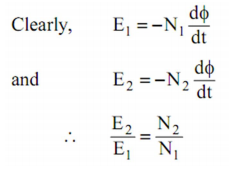 Clearly, E₁ = –N₁ dϕ/dt
and E₂ = –N₂ dϕ/dt
∴ E₂/E₁ = N₂/N₁